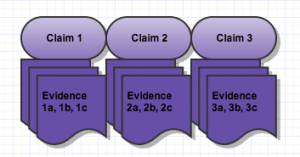 Claim 1
Claim 2
Claim 3
Evidence
1a, 1b, 1c
Evidence
2a, 2b, 2c
Evidence
3a, 3b, 3c